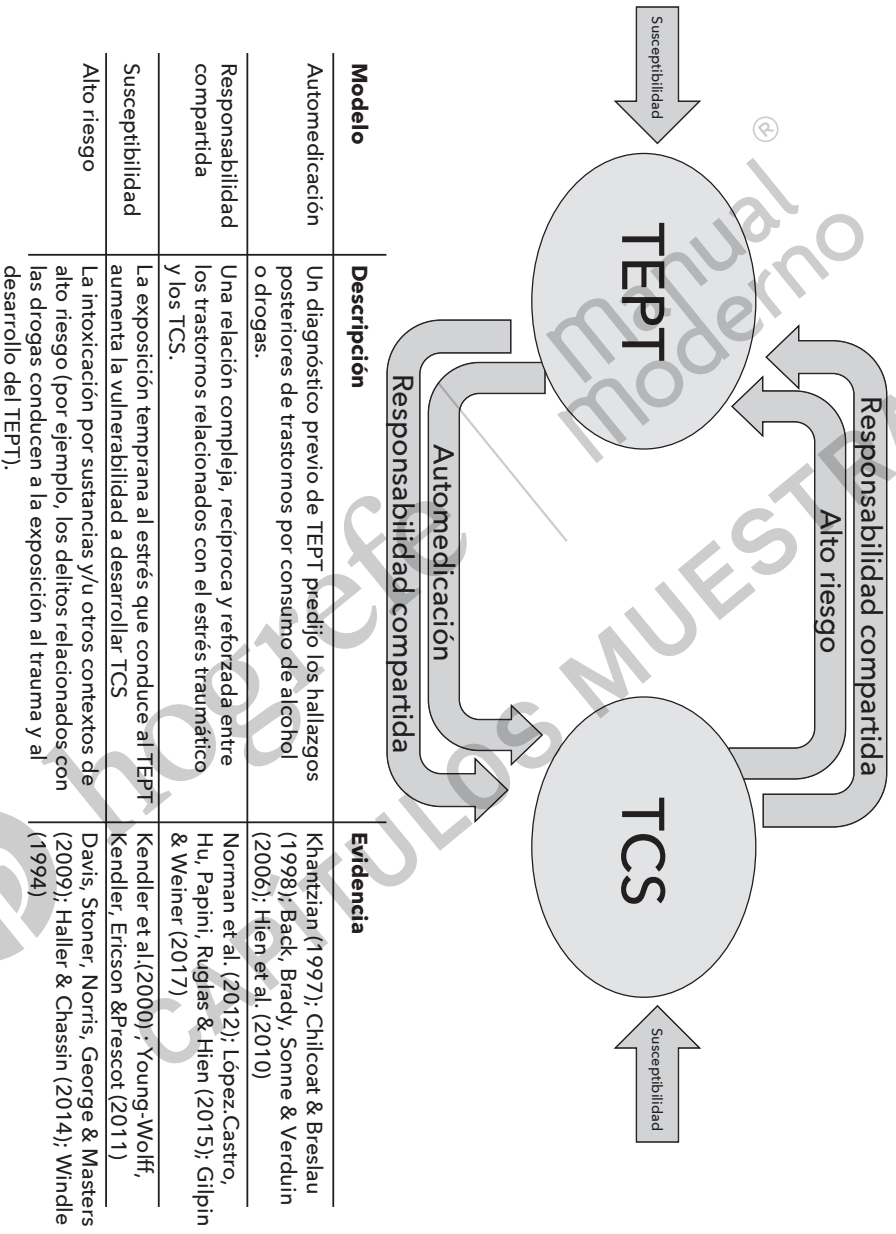 Responsabilidad compartida
Alto riesgo
Susceptibilidad
TEPT
TCS
Susceptibilidad
Automedicación
Responsabilidad compartida
Modelo Descripción Evidencia
Automedicación Un diagnóstico previo de TEPT predijo los hallazgos Khantzian (1997); Chilcoat & Breslau
posteriores de trastornos por consumo de alcohol (1998); Back, Brady, Sonne & Verduin
o drogas. (2006); Hien et al. (2010)
Responsabilidad Una relación compleja, recíproca y reforzada entre Norman et al. (2012); López.Castro,
compartida los trastornos relacionados con el estrés traumático Hu, Papini, Ruglas & Hien (2015); Gilpin
y los TCS. & Weiner (2017)
Susceptibilidad La exposición temprana al estrés que conduce al TEPT Kendler et al.(2000) ; Young-Wolff,
aumenta la vulnerabilidad a desarrollar TCS Kendler, Ericson &Prescot (2011)
Alto riesgo La intoxicación por sustancias y/u otros contextos de Davis, Stoner, Norris, George & Masters
alto riesgo (por ejemplo, los delitos relacionados con (2009); Haller & Chassin (2014); Windle
las drogas conducen a la exposición al trauma y al (1994)
desarrollo del TEPT).
manual
moderno
®
hogrefe
CAPÍTULOS MUESTRA